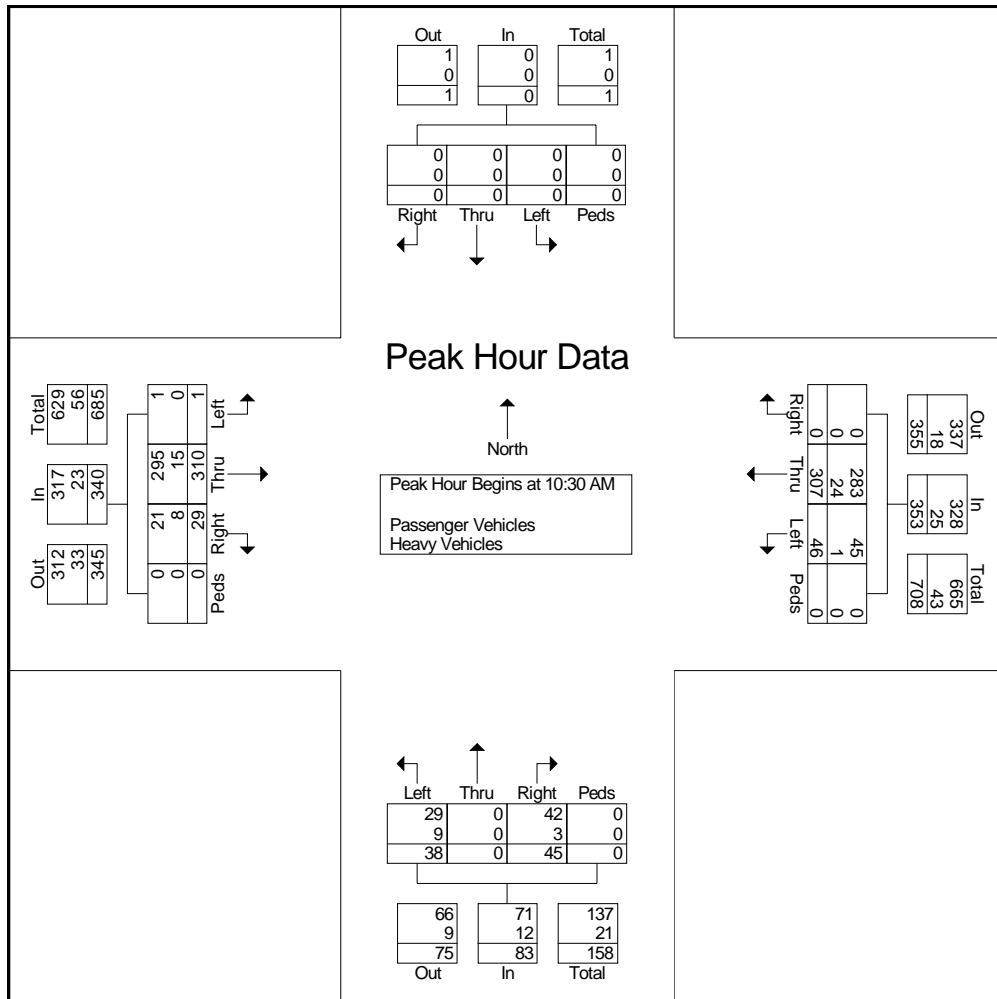 Out In Total
1 0 1
0 0 0
1 0 1
0 0 0 0
0 0 0 0
0 0 0 0
Right Thru Left Peds
Peak Hour Data
North
Peak Hour Begins at 10:30 AM
Passenger Vehicles
Heavy Vehicles
Out In Total
312 317 629
33 23 56
345 340 685
1 295 21 0
0 15 8 0
1 310 29 0
Left Thru Right Peds
Right Thru Left Peds
0 283 45 0
0 24 1 0
0 307 46 0
Out In Total
337 328 665
18 25 43
355 353 708
Left Thru Right Peds
29 0 42 0
9 0 3 0
38 0 45 0
66 71 137
9 12 21
75 83 158
Out In Total